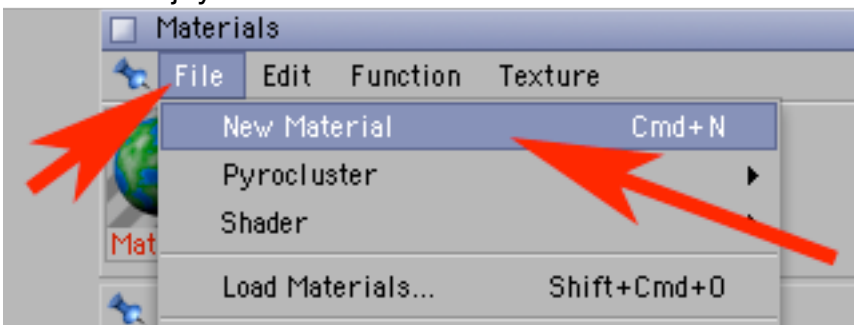 Materials
File Edit Function Texture
New Material Cmd+N
Pyrocluster
Shader
Mat
Load Materials... Shift+Cmd+O